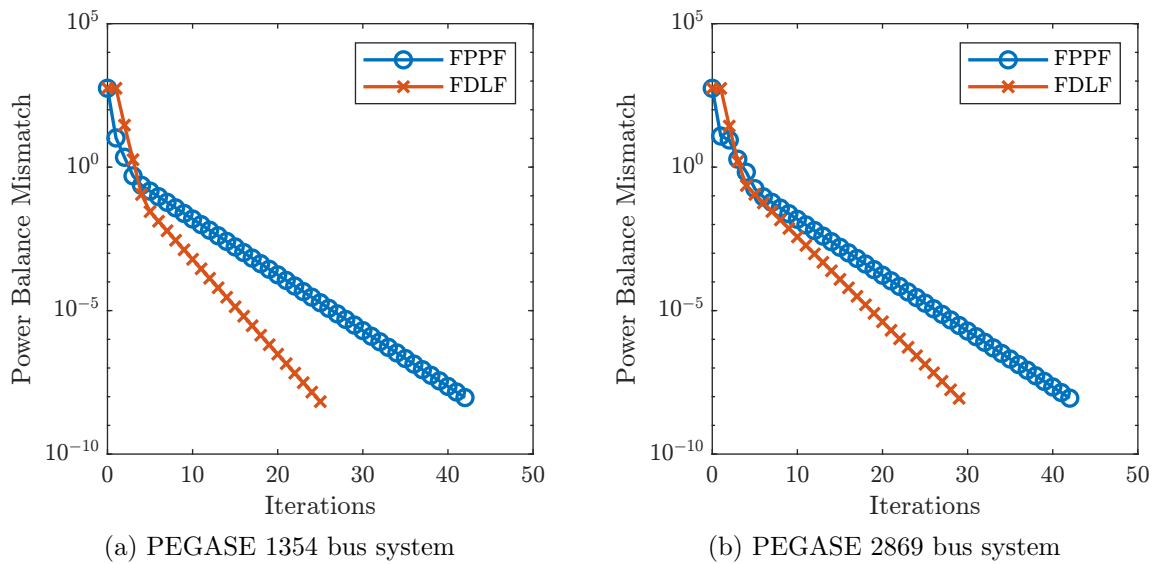 10^5
10^0
10^-5
10^-10
Power Balance Mismatch
FPPF
FDLF
0 10 20 30 40 50
Iterations
(a) PEGASE 1354 bus system
10^5
10^0
10^-5
10^-10
Power Balance Mismatch
FPPF
FDLF
0 10 20 30 40 50
Iterations
(b) PEGASE 2869 bus system